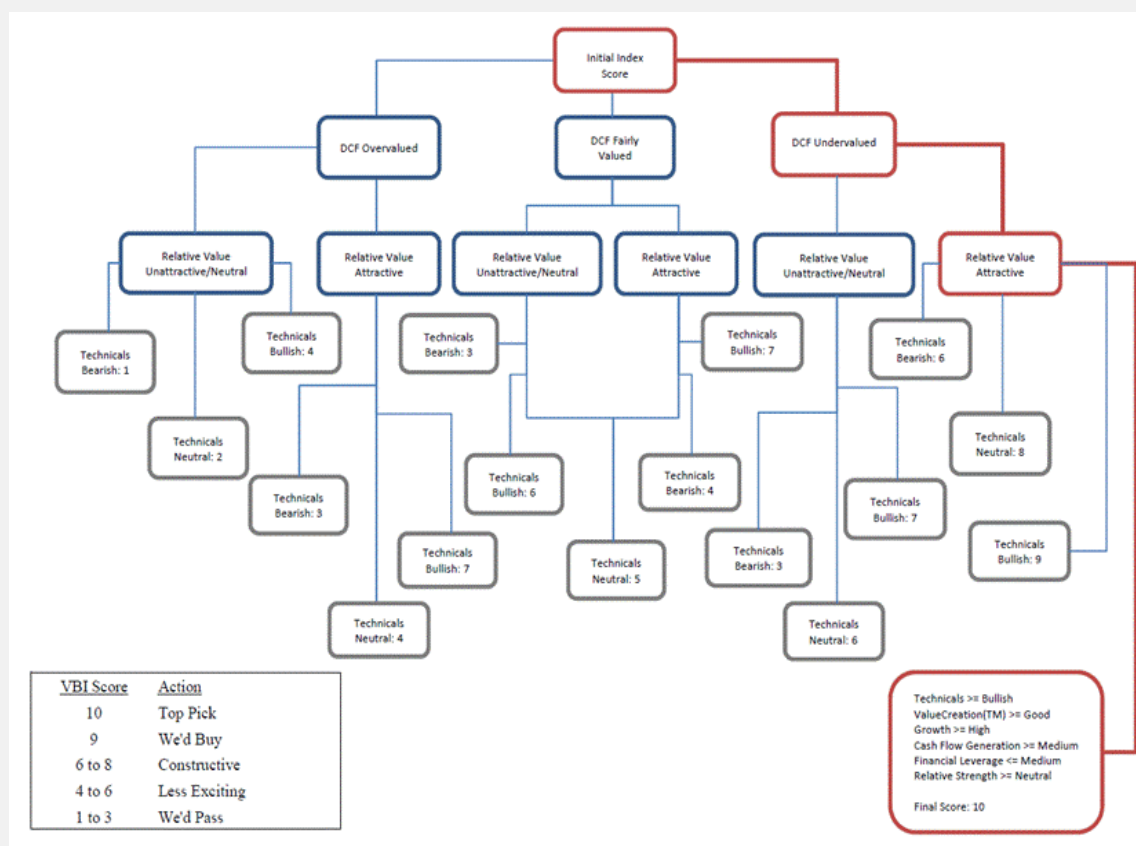 Initial Index
Score
DCF Overvalued
DCF Fairly
Valued
DCF Undervalued
Relative Value
Unattractive/Neutral
Relative Value
Attractive
Relative Value
Unattractive/Neutral
Relative Value
Attractive
Relative Value
Unattractive/Neutral
Relative Value
Attractive
Technicals
Bearish: 1
Technicals
Bullish: 4
Technicals
Neutral: 2
Technicals
Bearish: 3
Technicals
Bullish: 7
Technicals
Neutral: 4
Technicals
Bearish: 3
Technicals
Bullish: 6
Technicals
Neutral: 5
Technicals
Bullish: 7
Technicals
Bearish: 4
Technicals
Bearish: 3
Technicals
Bullish: 7
Technicals
Neutral: 6
Technicals
Bearish: 6
Technicals
Neutral: 8
Technicals
Bullish: 9
VBI Score Action
10 Top Pick
9 We'd Buy
6 to 8 Constructive
4 to 6 Less Exciting
1 to 3 We'd Pass
Technicals >= Bullish
ValueCreation(TM) >= Good
Growth >= High
Cash Flow Generation >= Medium
Financial Leverage <= Medium
Relative Strength >= Neutral
Final Score: 10